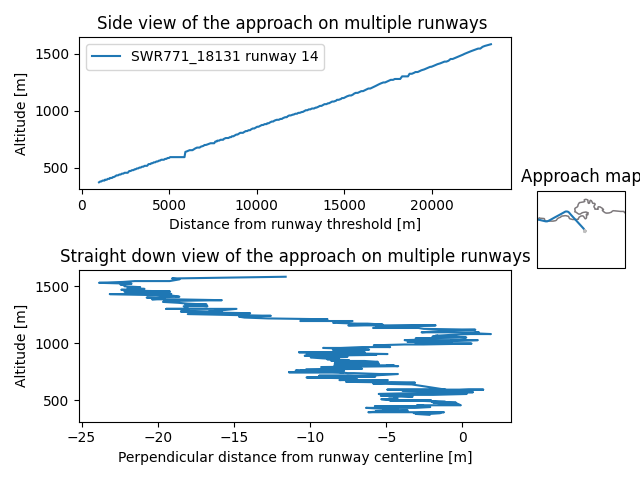 Side view of the approach on multiple runways
1500
1000
500
Altitude [m]
SWR771_18131 runway 14
0
5000
10000
15000
20000
Distance from runway threshold [m]
Approach map
Straight down view of the approach on multiple runways
1500
1000
500
Altitude [m]
−25
−20
−15
−10
−5
0
Perpendicular distance from runway centerline [m]